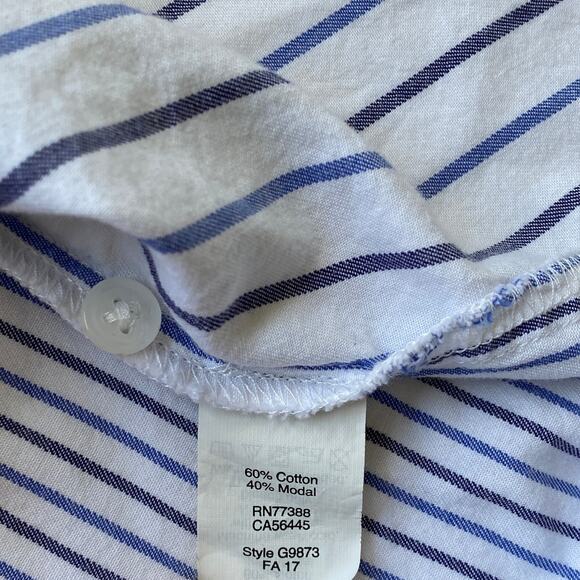 60% Cotton
40% Modal
RN77388
CA56445
Style G9873
FA 17